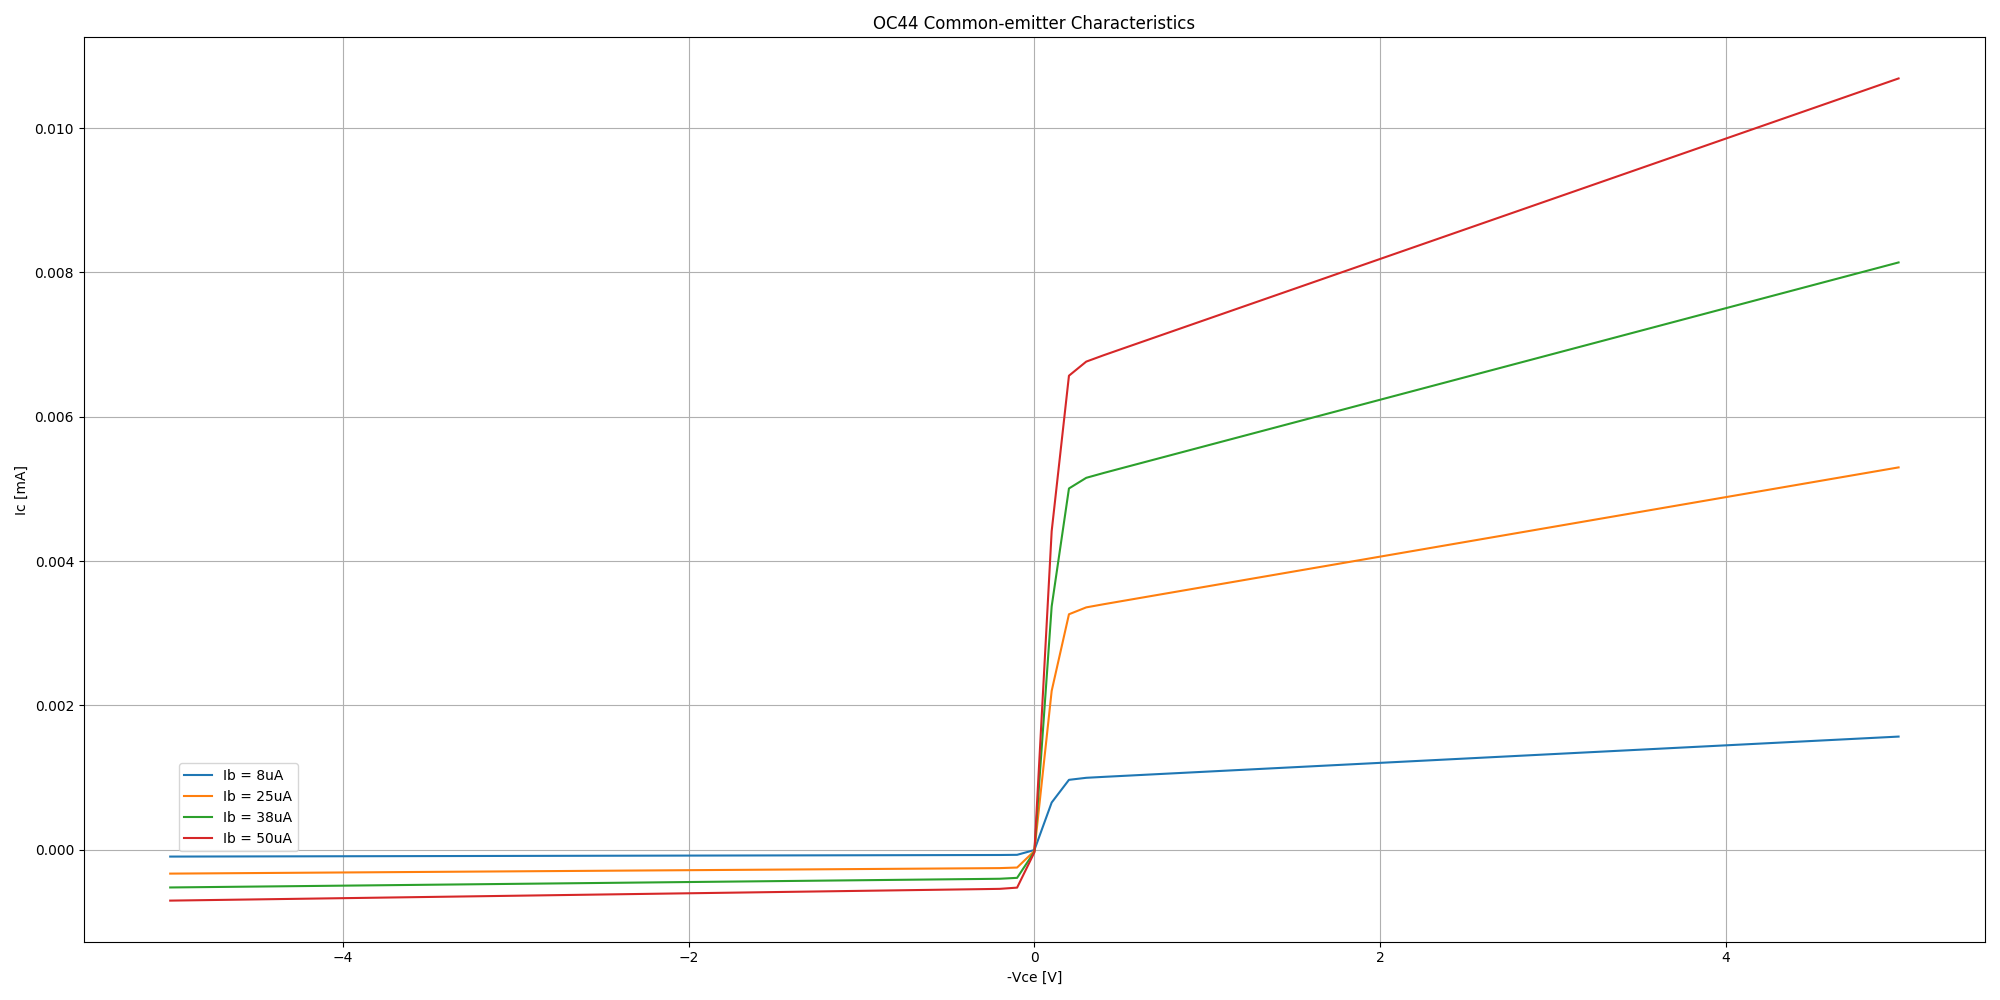 OC44 Common-emitter Characteristics
0.010
0.008
0.006
0.004
0.002
0.000
Ic [mA]
Ib = 8uA
Ib = 25uA
Ib = 38uA
Ib = 50uA
−4
−2
0
2
4
-Vce [V]